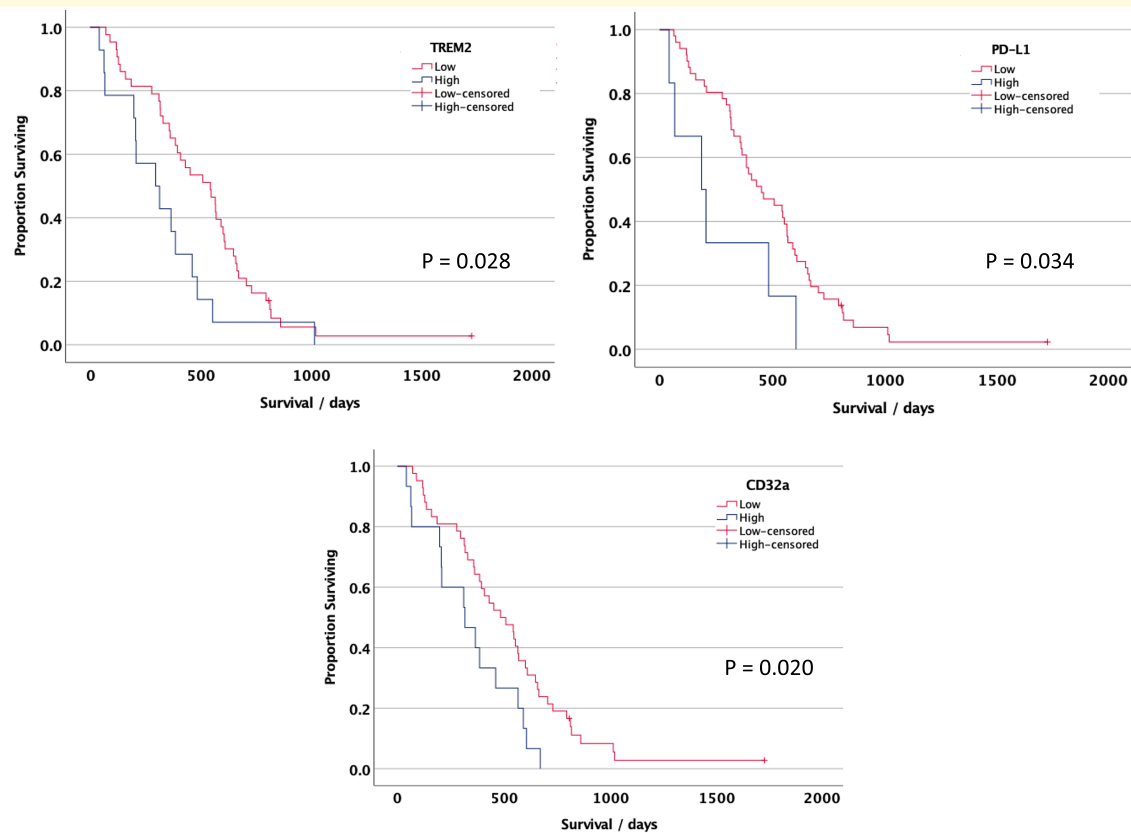 TREM2
Low
High
Low-censored
High-censored
Proportion Surviving
1.0
0.8
0.6
0.4
0.2
0.0
P = 0.028
0 500 1000 1500 2000
Survival / days
PD-L1
Low
High
Low-censored
High-censored
Proportion Surviving
1.0
0.8
0.6
0.4
0.2
0.0
P = 0.034
0 500 1000 1500 2000
Survival / days
CD32a
Low
High
Low-censored
High-censored
Proportion Surviving
1.0
0.8
0.6
0.4
0.2
0.0
P = 0.020
0 500 1000 1500 2000
Survival / days